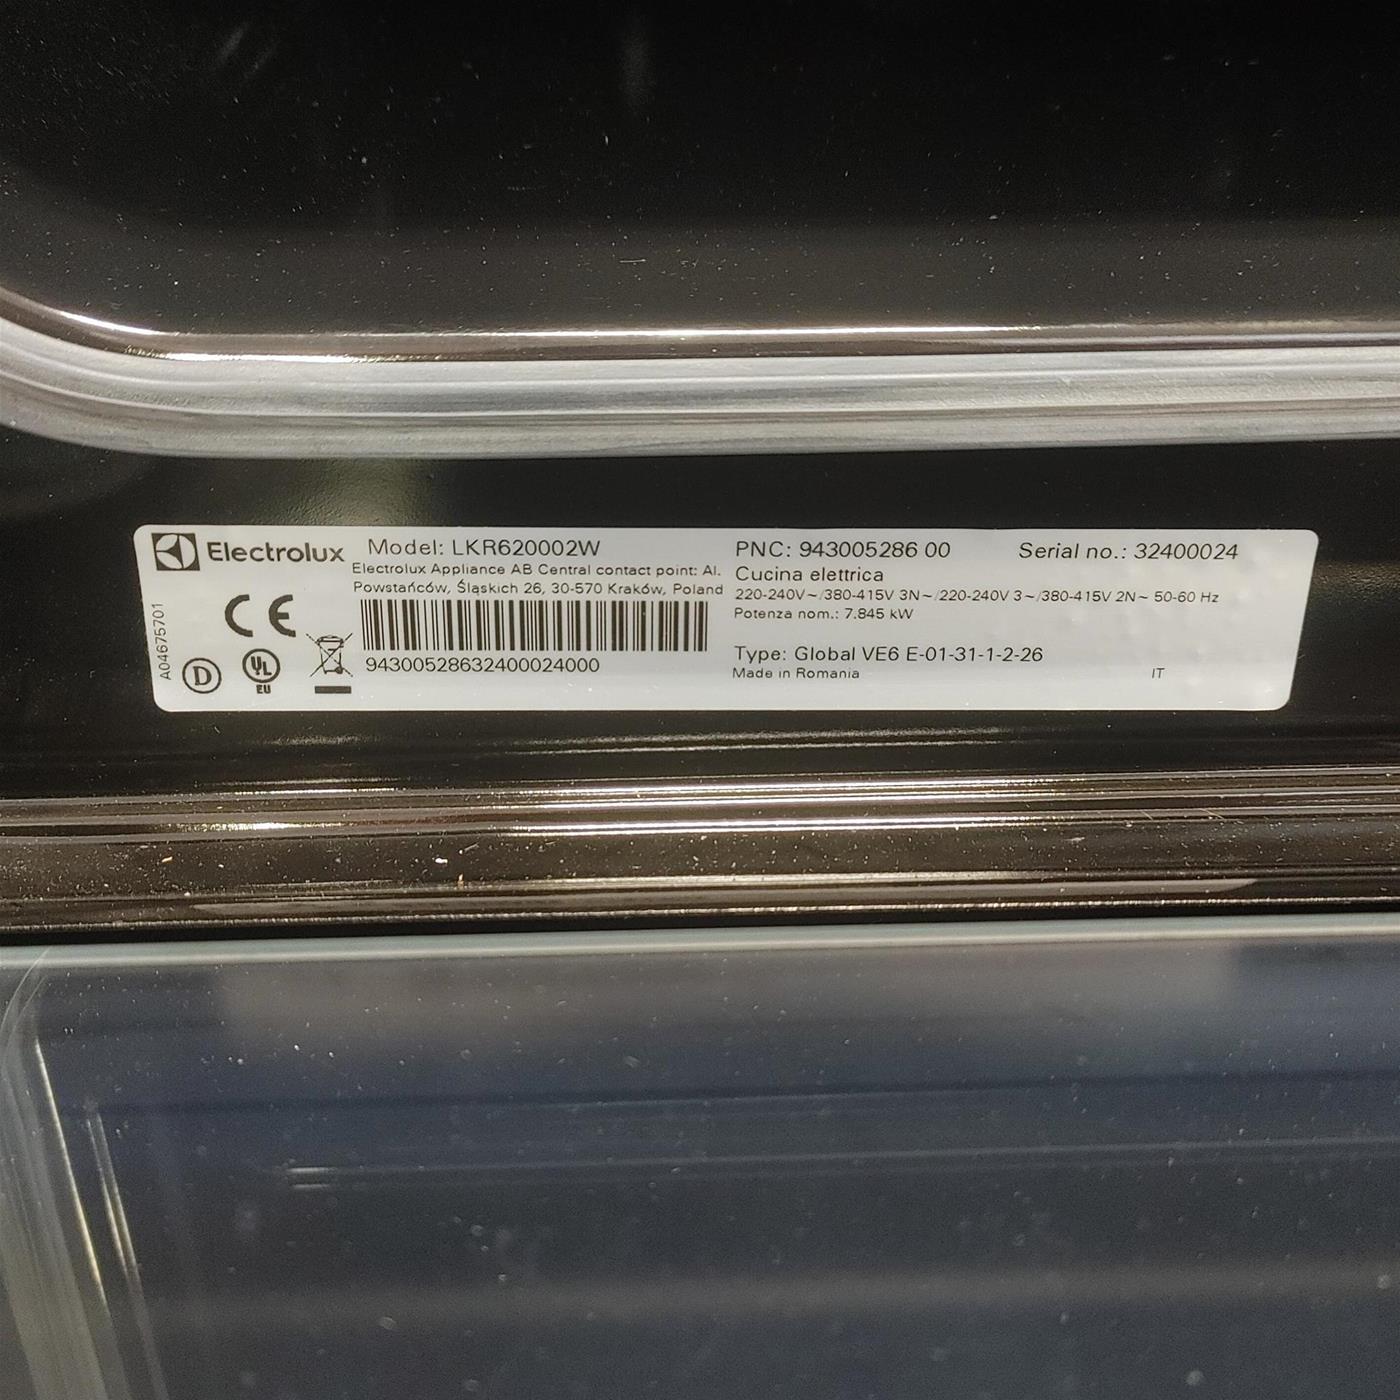 Electrolux
Model: LKR620002W
Electrolux Appliance AB Central contact point: Al.
Powstańców, Śląskich 26, 30-570 Kraków, Poland
94300528632400024000
A04675701
CE
D
UL
EU
PNC: 943005286 00
Serial no.: 32400024
Cucina elettrica
220-240V~/380-415V 3N~/220-240V 3~/380-415V 2N~ 50-60 Hz
Potenza nom.: 7.845 kW
Type: Global VE6 E-01-31-1-2-26
Made in Romania
IT